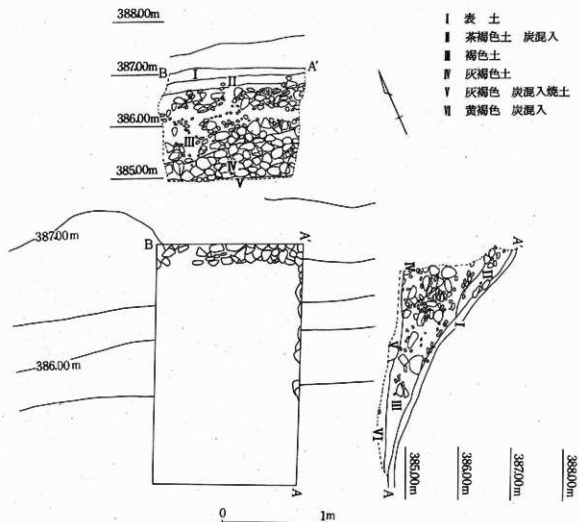 388.00m
387.00m
386.00m
385.00m
B
I
II
A'
III
IV
V
I 表土
II 茶褐色土 炭混入
III 褐色土
IV 灰褐色土
V 灰褐色 炭混入焼土
VI 黄褐色 炭混入
387.00m
386.00m
B
A'
A
0 1m
A'
II
I
IV
V
III
VI
A
385.00m
386.00m
387.00m
388.00m